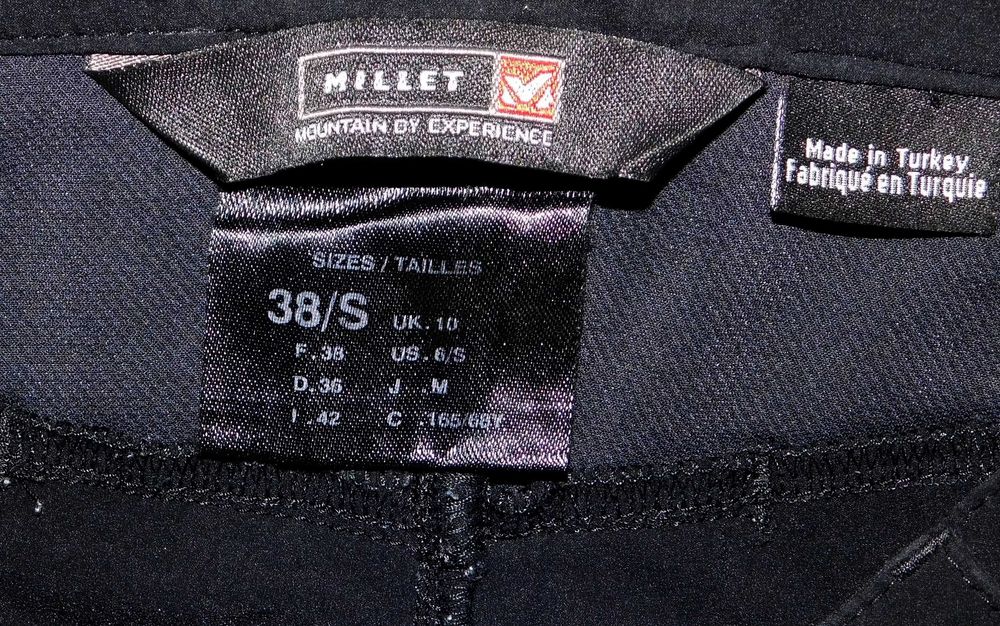 MILLET
MOUNTAIN BY EXPERIENCE
Made in Turkey
Fabriqué en Turquie
SIZES / TAILLES
38/S UK.10
F.38 US.6/S
D.36 J .M
I .42 C